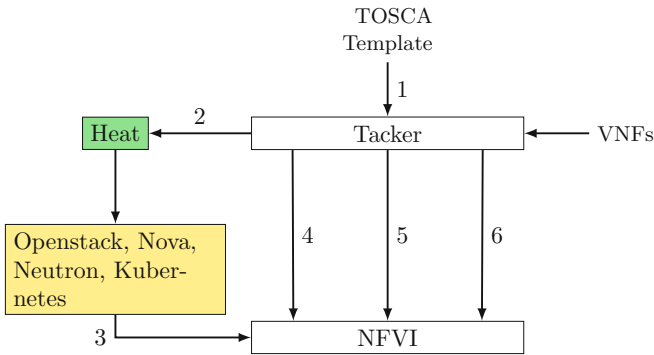 TOSCA
Template
1
2
Heat
Tacker
VNFs
Openstack, Nova,
Neutron, Kuber-
netes
4
5
6
3
NFVI